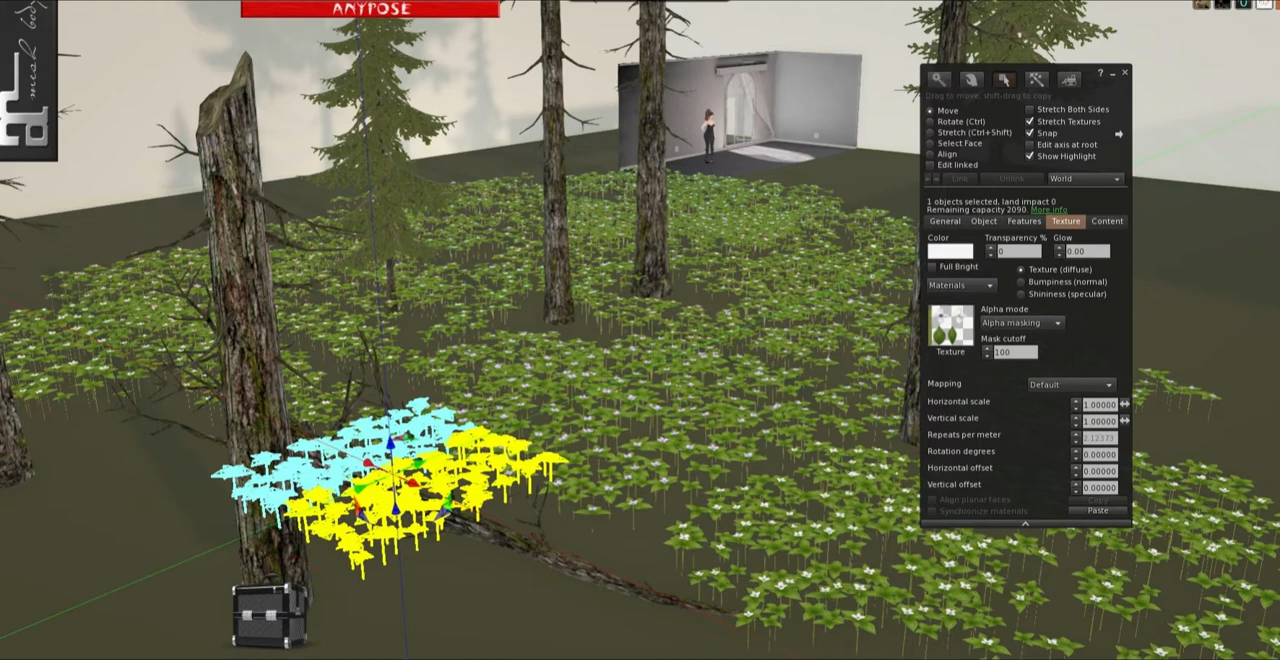 ANYPOSE
mesh body
?
Drag to move, shift-drag to copy
Move
Rotate (Ctrl)
Stretch (Ctrl+Shift)
Select Face
Align
Edit linked
Stretch Both Sides
Stretch Textures
Snap
Edit axis at root
Show Highlight
Link
Unlink
World
1 objects selected, land impact 0
Remaining capacity 2090. More info
General
Object
Features
Texture
Content
Color
Transparency %
Glow
0
0.00
Full Bright
Materials
Texture (diffuse)
Bumpiness (normal)
Shininess (specular)
Texture
Alpha mode
Alpha masking
Mask cutoff
100
Mapping
Default
Horizontal scale
1.00000
Vertical scale
1.00000
Repeats per meter
2.12373
Rotation degrees
0.00000
Horizontal offset
0.00000
Vertical offset
0.00000
Align planar faces
Copy
Synchronize materials
Paste